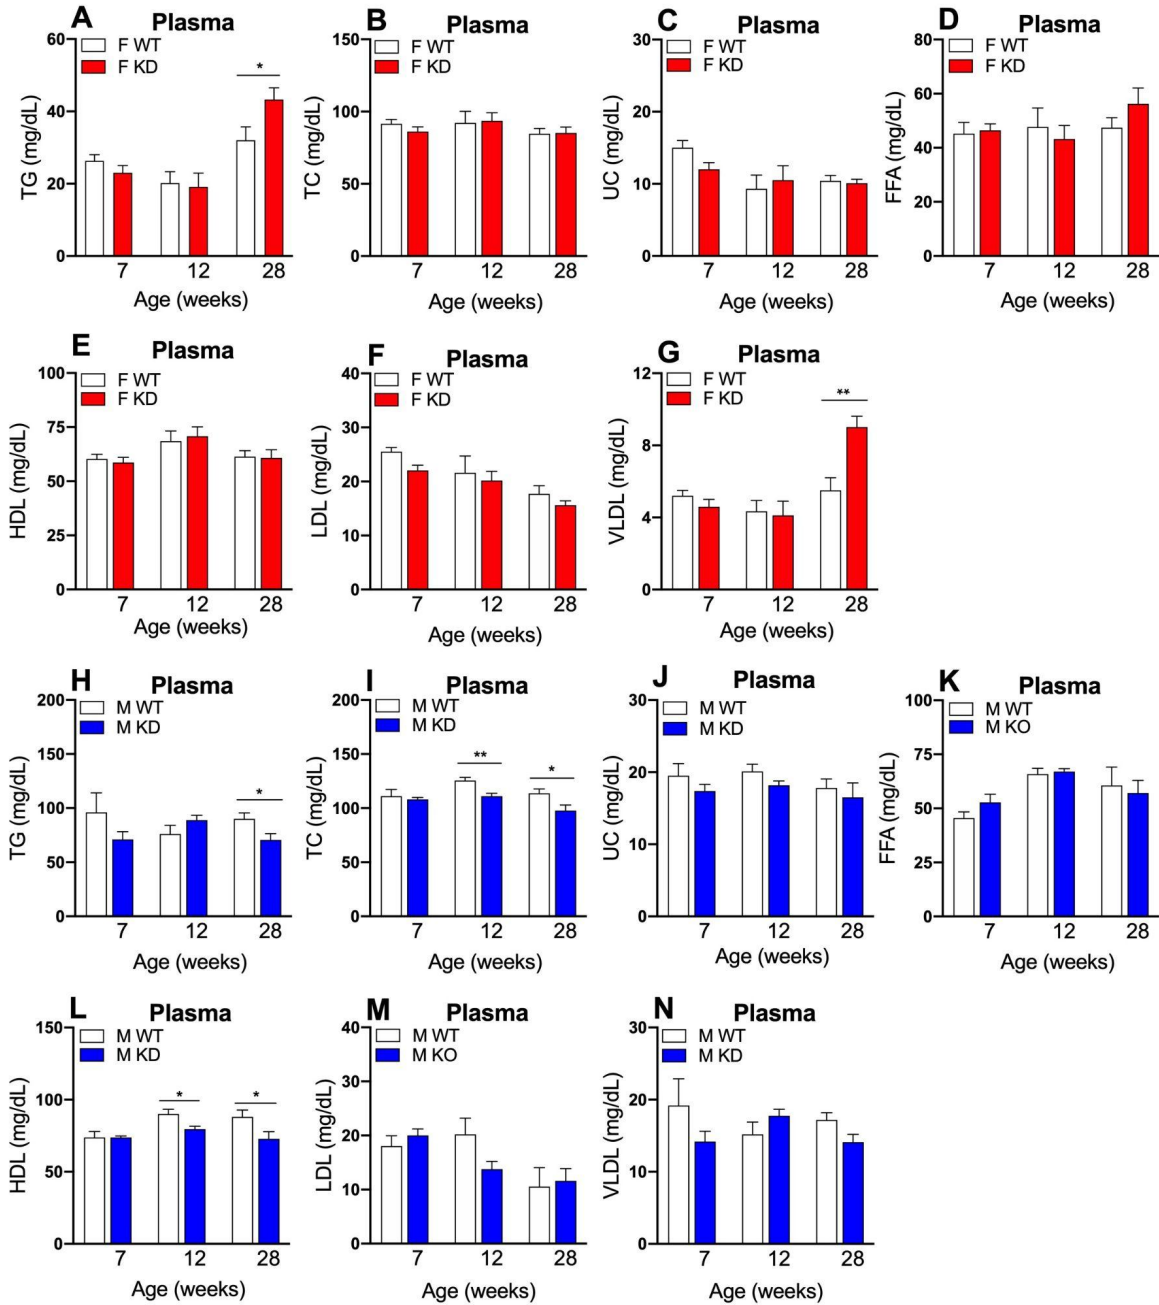 A
Plasma
F WT
F KD
*
TG (mg/dL)
60
40
20
0
7 12 28
Age (weeks)
B
Plasma
F WT
F KD
TC (mg/dL)
150
100
50
0
7 12 28
Age (weeks)
C
Plasma
F WT
F KD
UC (mg/dL)
30
20
10
0
7 12 28
Age (weeks)
D
Plasma
F WT
F KD
FFA (mg/dL)
80
60
40
20
0
7 12 28
Age (weeks)
E
Plasma
F WT
F KD
HDL (mg/dL)
100
75
50
25
0
7 12 28
Age (weeks)
F
Plasma
F WT
F KD
LDL (mg/dL)
40
30
20
10
0
7 12 28
Age (weeks)
G
Plasma
F WT
F KD
**
VLDL (mg/dL)
12
8
4
0
7 12 28
Age (weeks)
H
Plasma
M WT
M KD
*
TG (mg/dL)
200
150
100
50
0
7 12 28
Age (weeks)
I
Plasma
M WT
M KD
** *
TC (mg/dL)
200
150
100
50
0
7 12 28
Age (weeks)
J
Plasma
M WT
M KD
UC (mg/dL)
30
20
10
0
7 12 28
Age (weeks)
K
Plasma
M WT
M KO
FFA (mg/dL)
100
75
50
25
0
7 12 28
Age (weeks)
L
Plasma
M WT
M KD
* *
HDL (mg/dL)
150
100
50
0
7 12 28
Age (weeks)
M
Plasma
M WT
M KO
LDL (mg/dL)
40
30
20
10
0
7 12 28
Age (weeks)
N
Plasma
M WT
M KD
VLDL (mg/dL)
30
20
10
0
7 12 28
Age (weeks)